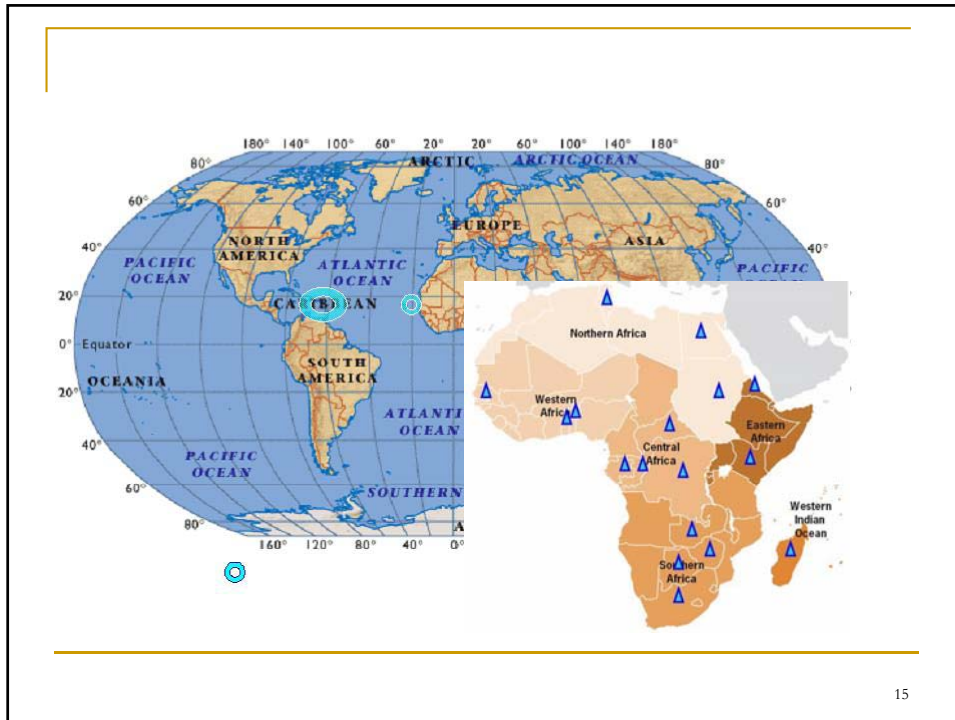 180° 140° 100° 60° 20° 20° 60° 100° 140° 180°
80° ARCTIC ARCTIC OCEAN 80°
60° 60°
EUROPE
NORTH AMERICA
ASIA
40° 40°
PACIFIC OCEAN
ATLANTIC OCEAN
PACIFIC
20° CARIBBEAN
0° Equator
SOUTH AMERICA
OCEANIA
20°
ATLANTI
OCEAN
40°
PACIFIC OCEAN
60°
SOUTHERN
80° A
160° 120° 80° 40° 0°
Northern Africa
Western Africa
Eastern Africa
Central Africa
Western Indian Ocean
Southern Africa
15